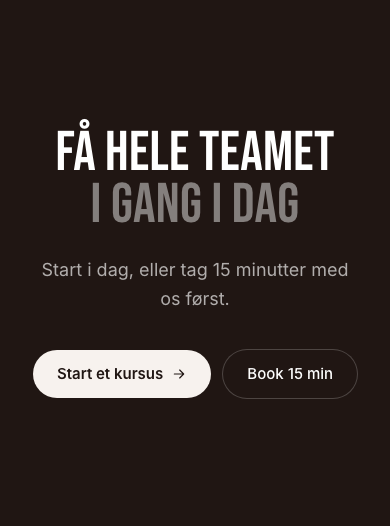 FÅ HELE TEAMET
I GANG I DAG
Start i dag, eller tag 15 minutter med
os først.
Start et kursus →
Book 15 min